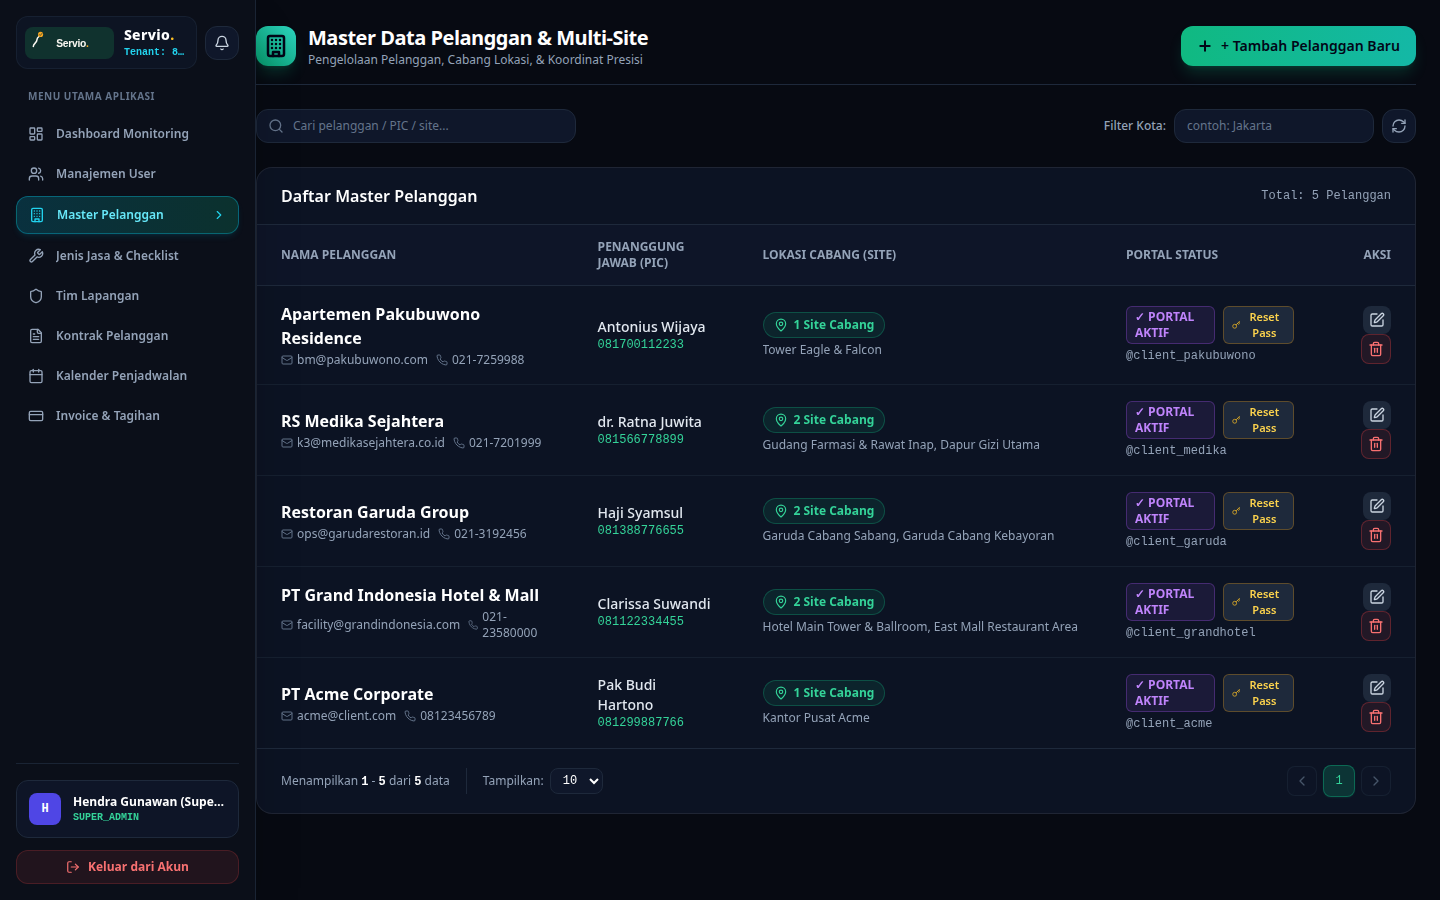 Servio.
Servio.
Tenant: 8…
MENU UTAMA APLIKASI
Dashboard Monitoring
Manajemen User
Master Pelanggan
Jenis Jasa & Checklist
Tim Lapangan
Kontrak Pelanggan
Kalender Penjadwalan
Invoice & Tagihan
H
Hendra Gunawan (Supe…
SUPER_ADMIN
Keluar dari Akun
Master Data Pelanggan & Multi-Site
Pengelolaan Pelanggan, Cabang Lokasi, & Koordinat Presisi
+ Tambah Pelanggan Baru
Cari pelanggan / PIC / site...
Filter Kota:
contoh: Jakarta
Daftar Master Pelanggan
Total: 5 Pelanggan
NAMA PELANGGAN
PENANGGUNG
JAWAB (PIC)
LOKASI CABANG (SITE)
PORTAL STATUS
AKSI
Apartemen Pakubuwono
Residence
bm@pakubuwono.com 021-7259988
Antonius Wijaya
081700112233
1 Site Cabang
Tower Eagle & Falcon
✓ PORTAL
AKTIF
Reset
Pass
@client_pakubuwono
RS Medika Sejahtera
k3@medikasejahtera.co.id 021-7201999
dr. Ratna Juwita
081566778899
2 Site Cabang
Gudang Farmasi & Rawat Inap, Dapur Gizi Utama
✓ PORTAL
AKTIF
Reset
Pass
@client_medika
Restoran Garuda Group
ops@garudarestoran.id 021-3192456
Haji Syamsul
081388776655
2 Site Cabang
Garuda Cabang Sabang, Garuda Cabang Kebayoran
✓ PORTAL
AKTIF
Reset
Pass
@client_garuda
PT Grand Indonesia Hotel & Mall
facility@grandindonesia.com 021-
23580000
Clarissa Suwandi
081122334455
2 Site Cabang
Hotel Main Tower & Ballroom, East Mall Restaurant Area
✓ PORTAL
AKTIF
Reset
Pass
@client_grandhotel
PT Acme Corporate
acme@client.com 08123456789
Pak Budi
Hartono
081299887766
1 Site Cabang
Kantor Pusat Acme
✓ PORTAL
AKTIF
Reset
Pass
@client_acme
Menampilkan 1 - 5 dari 5 data
Tampilkan: 10
1